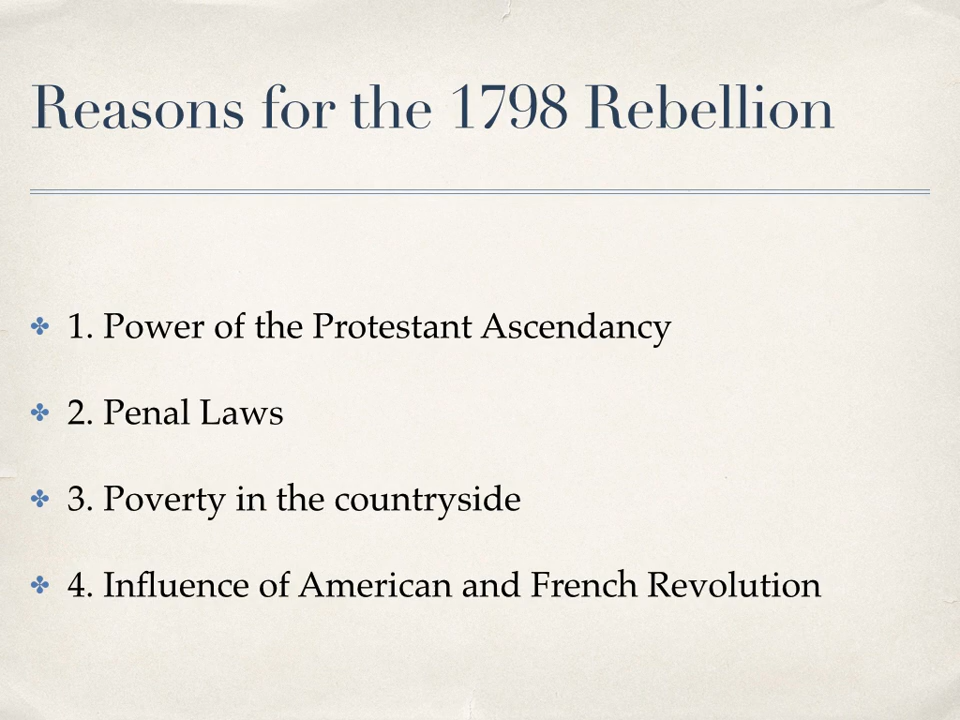 Reasons for the 1798 Rebellion
1. Power of the Protestant Ascendancy
2. Penal Laws
3. Poverty in the countryside
4. Influence of American and French Revolution